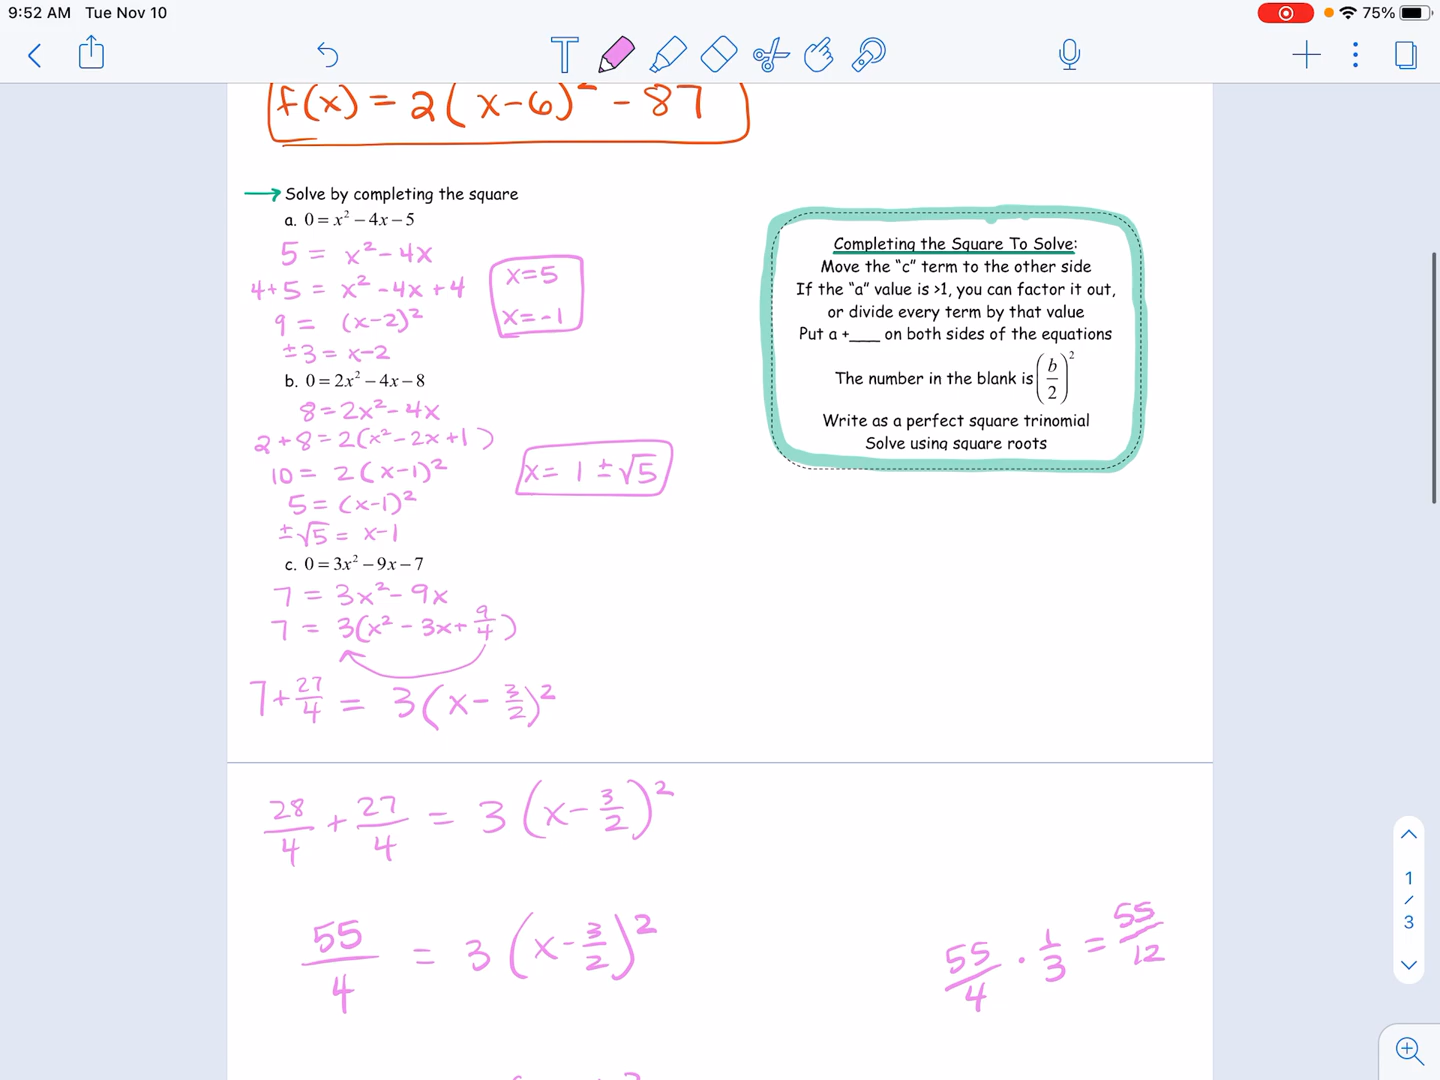 9:52 AM Tue Nov 10
75%
f(x) = 2(x-6)² - 87
Solve by completing the square
a. 0 = x² – 4x – 5
5 = x² - 4x
4+5 = x² - 4x + 4
9 = (x-2)²
±3 = x-2
x=5
x=-1
b. 0 = 2x² – 4x – 8
8 = 2x² - 4x
2+8 = 2(x² - 2x + 1)
10 = 2(x-1)²
5 = (x-1)²
±√5 = x-1
x = 1 ± √5
c. 0 = 3x² – 9x – 7
7 = 3x² - 9x
7 = 3(x² - 3x + 9/4)
7 + 27/4 = 3(x - 3/2)²
28/4 + 27/4 = 3(x - 3/2)²
55/4 = 3(x - 3/2)²
55/4 · 1/3 = 55/12
Completing the Square To Solve:
Move the "c" term to the other side
If the "a" value is >1, you can factor it out,
or divide every term by that value
Put a +___ on both sides of the equations
The number in the blank is (b/2)²
Write as a perfect square trinomial
Solve using square roots
1
/
3